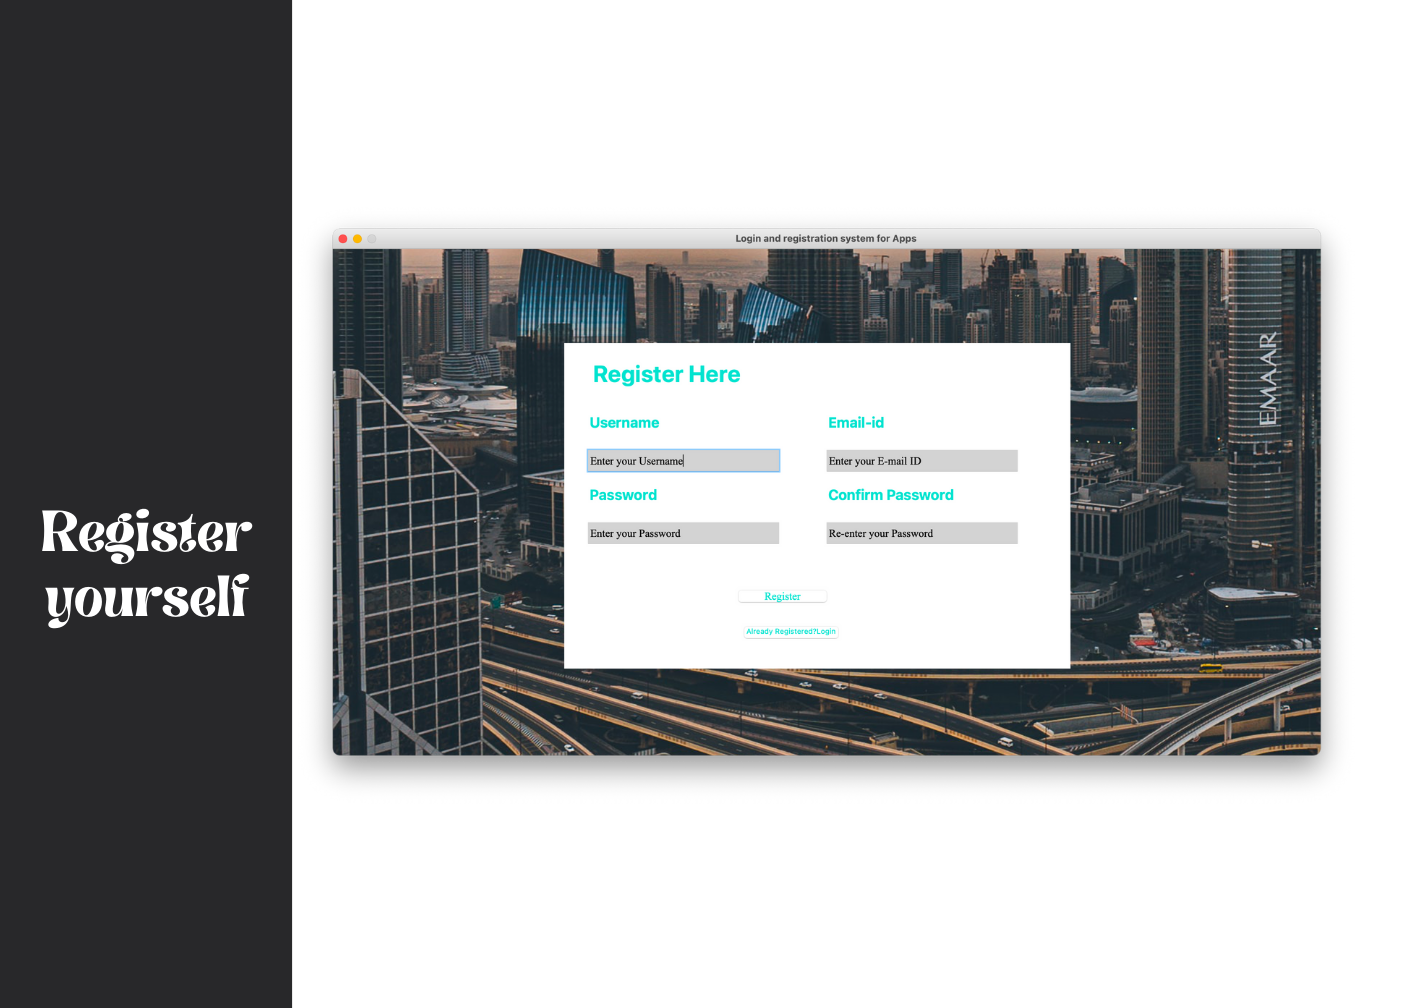 Register
yourself
Login and registration system for Apps
EMAAR
Register Here
Username
Email-id
Enter your Username
Enter your E-mail ID
Password
Confirm Password
Enter your Password
Re-enter your Password
Register
Already Registered?Login